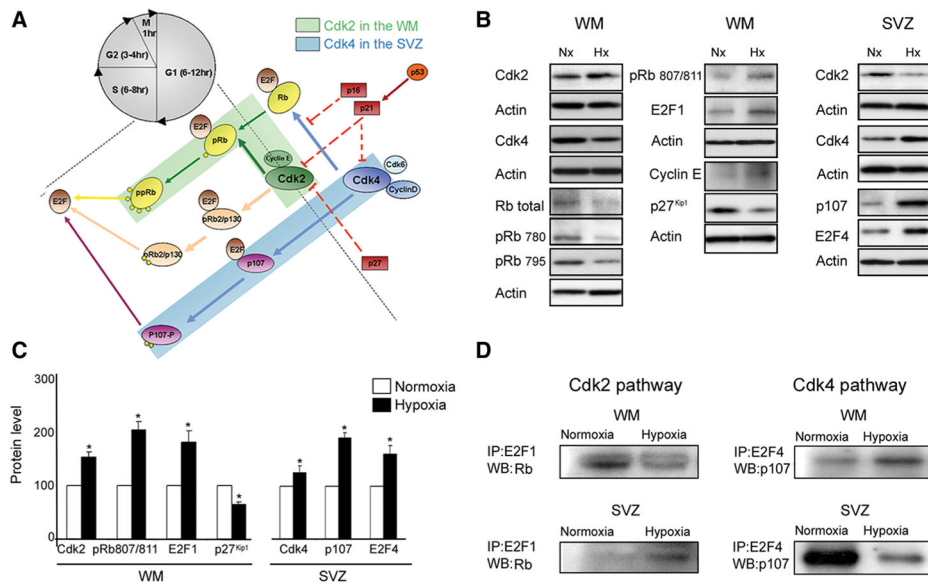 A
M
1hr
G2 (3-4hr)
G1 (6-12hr)
S (6-8hr)
Cdk2 in the WM
Cdk4 in the SVZ
p53
E2F
Rb
p16
p21
E2F
pRb
Cyclin E
Cdk2
Cdk6
Cdk4
CyclinD
ppRb
E2F
E2F
pRb2/p130
E2F
pRb2/p130
p107
p27
P107-P
B
WM
WM
SVZ
Nx Hx
Nx Hx
Nx Hx
Cdk2
Actin
Cdk4
Actin
Rb total
pRb 780
pRb 795
Actin
pRb 807/811
E2F1
Actin
Cyclin E
p27Kip1
Actin
Cdk2
Actin
Cdk4
Actin
p107
E2F4
Actin
C
Protein level
300
200
100
0
Normoxia
Hypoxia
* * * * * * *
Cdk2 pRb807/811 E2F1 p27Kip1 Cdk4 p107 E2F4
WM SVZ
D
Cdk2 pathway
WM
Normoxia Hypoxia
IP:E2F1
WB:Rb
SVZ
Normoxia Hypoxia
IP:E2F1
WB:Rb
Cdk4 pathway
WM
Normoxia Hypoxia
IP:E2F4
WB:p107
SVZ
Normoxia Hypoxia
IP:E2F4
WB:p107